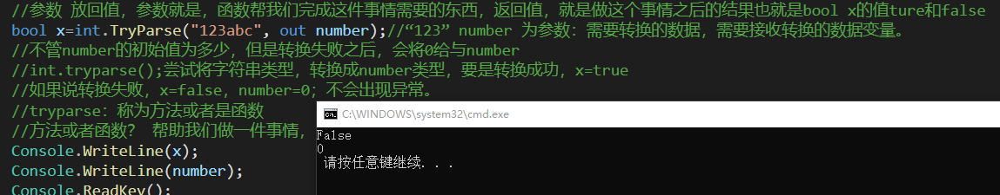 //参数 放回值，参数就是，函数帮我们完成这件事情需要的东西，返回值，就是做这个事情之后的结果也就是bool x的值ture和false
bool x=int.TryParse("123abc", out number);//“123” number 为参数：需要转换的数据，需要接收转换的数据变量。
//不管number的初始值为多少，但是转换失败之后，会将0给与number
//int.tryparse();尝试将字符串类型，转换成number类型，要是转换成功，x=true
//如果说转换失败，x=false，number=0；不会出现异常。
//tryparse：称为方法或者是函数
//方法或者函数？ 帮助我们做一件事情，
Console.WriteLine(x);
Console.WriteLine(number);
Console.ReadKey();
C:\WINDOWS\system32\cmd.exe
False
0
请按任意键继续. . .